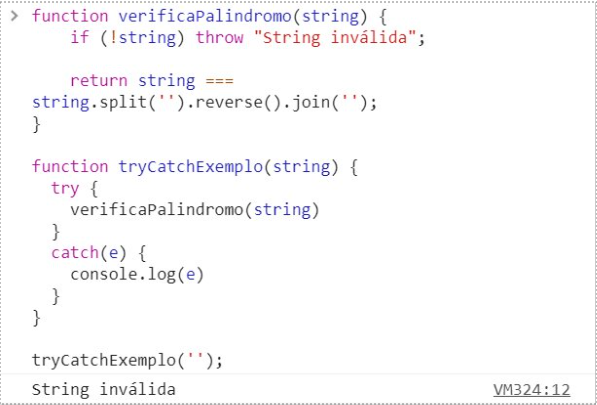 > function verificaPalindromo(string) {
if (!string) throw "String inválida";
return string ===
string.split('').reverse().join('');
}
function tryCatchExemplo(string) {
try {
verificaPalindromo(string)
}
catch(e) {
console.log(e)
}
}
tryCatchExemplo('');
String inválida VM324:12